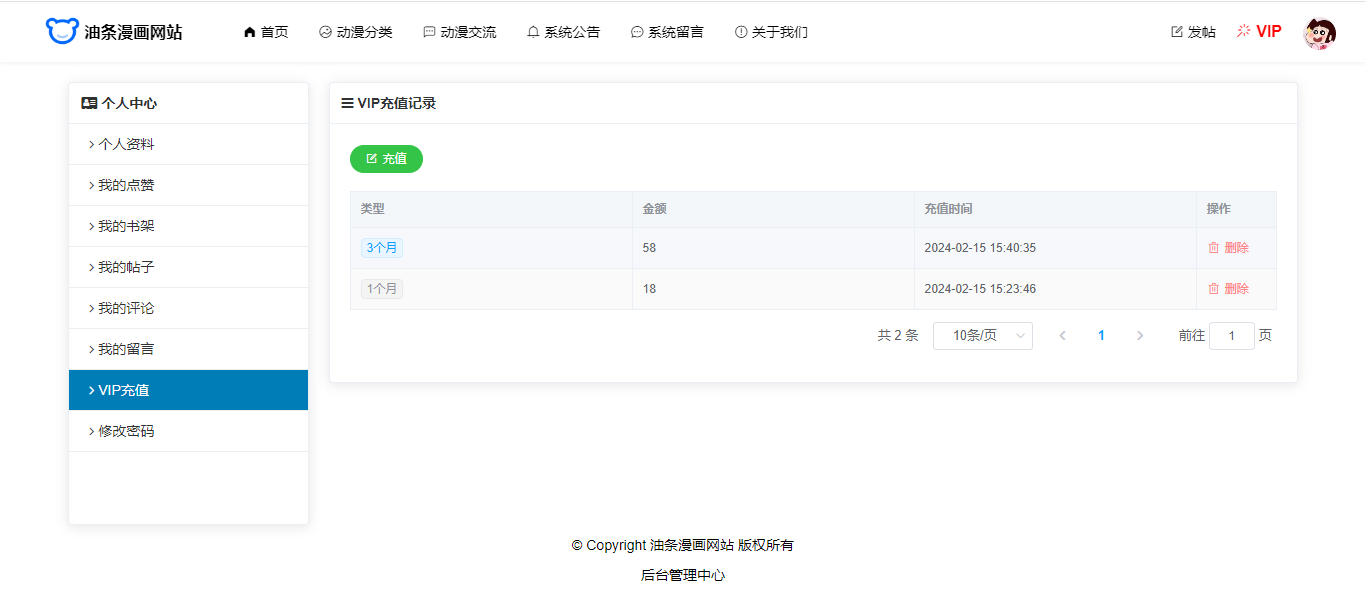 油条漫画网站 首页 动漫分类 动漫交流 系统公告 系统留言 关于我们 发帖 VIP
个人中心
个人资料
我的点赞
我的书架
我的帖子
我的评论
我的留言
VIP充值
修改密码
VIP充值记录
充值
类型 金额 充值时间 操作
3个月 58 2024-02-15 15:40:35 删除
1个月 18 2024-02-15 15:23:46 删除
共 2 条 10条/页 1 前往 1 页
© Copyright 油条漫画网站 版权所有
后台管理中心